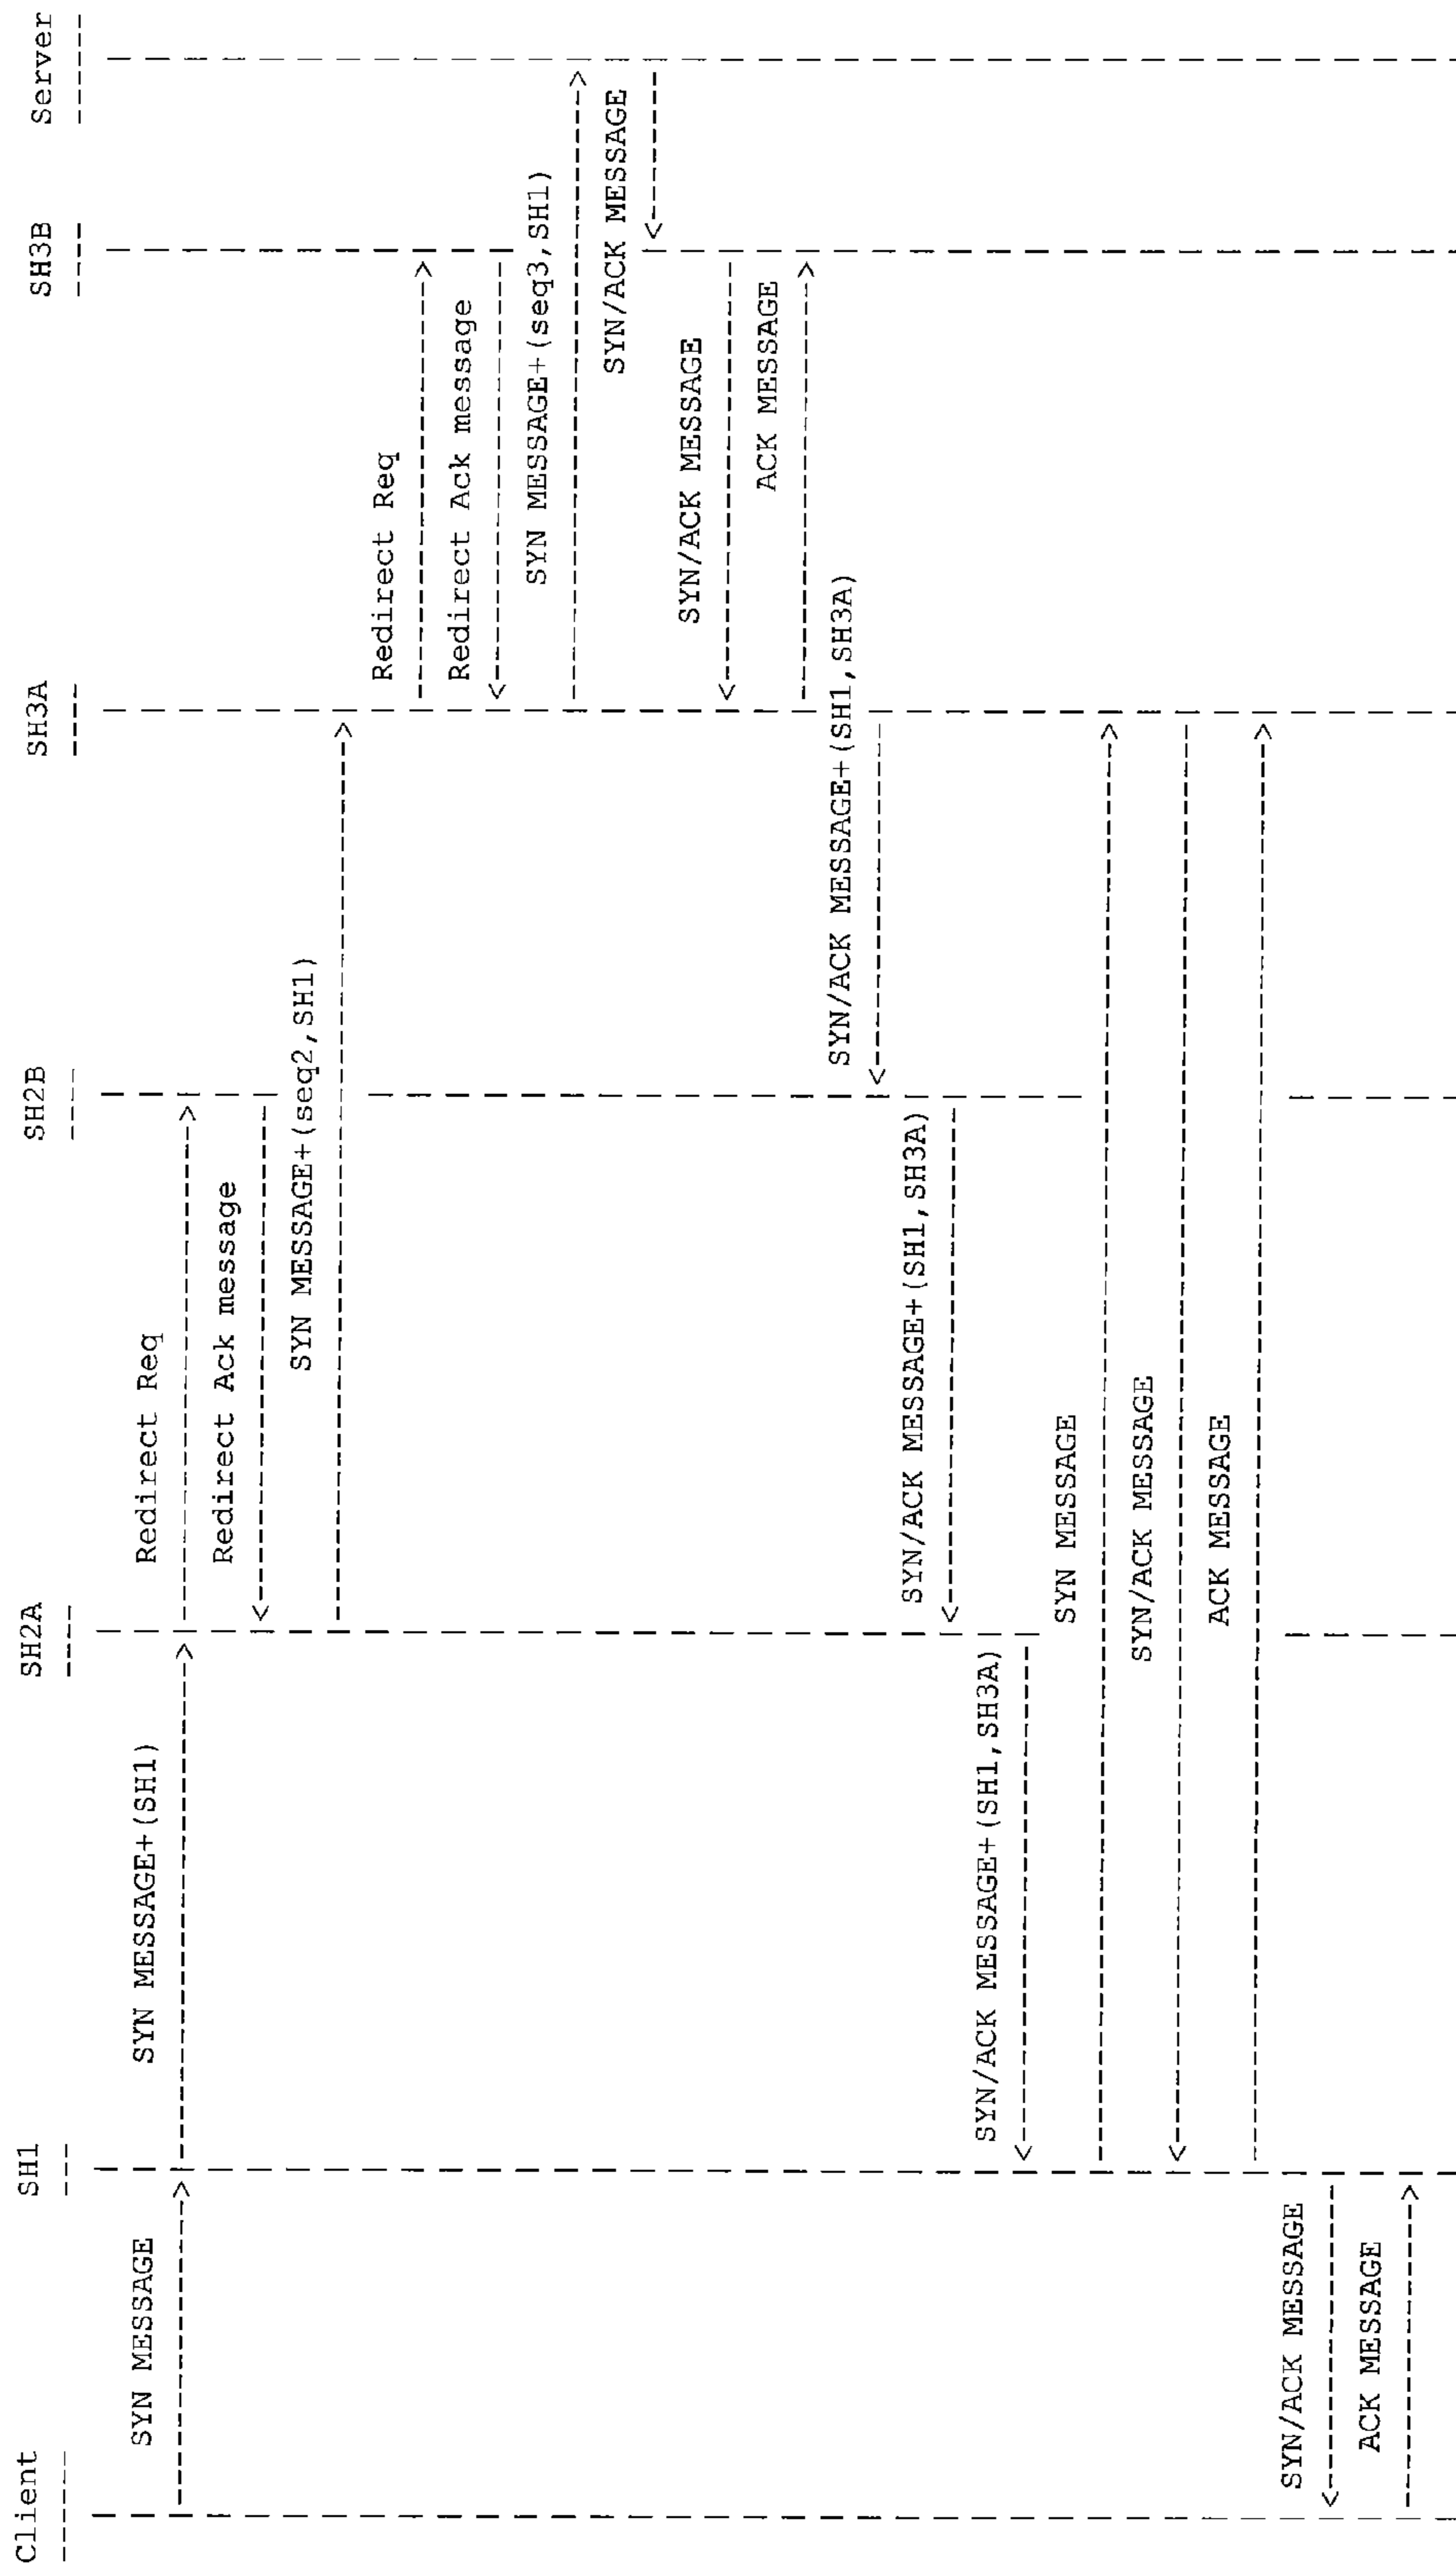 Client SH1 SH2A SH2B SH3A SH3B Server
SYN MESSAGE
SYN MESSAGE+(SH1)
Redirect Req
Redirect Ack message
SYN MESSAGE+(seq2,SH1)
Redirect Req
Redirect Ack message
SYN MESSAGE+(seq3,SH1)
SYN/ACK MESSAGE
SYN/ACK MESSAGE
ACK MESSAGE
SYN/ACK MESSAGE+(SH1,SH3A)
SYN/ACK MESSAGE+(SH1,SH3A)
SYN/ACK MESSAGE+(SH1,SH3A)
SYN MESSAGE
SYN/ACK MESSAGE
ACK MESSAGE
SYN/ACK MESSAGE
ACK MESSAGE